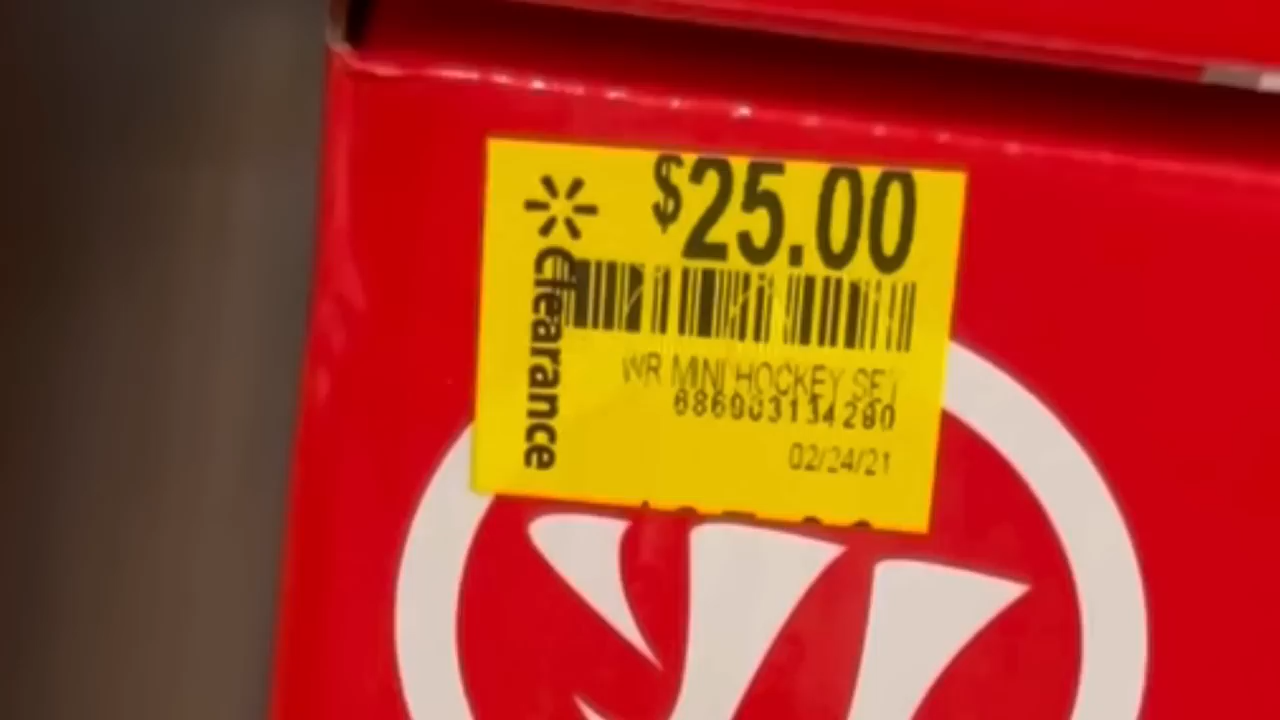 $25.00
Clearance
WR MINI HOCKEY SET
686003134280
02/24/21